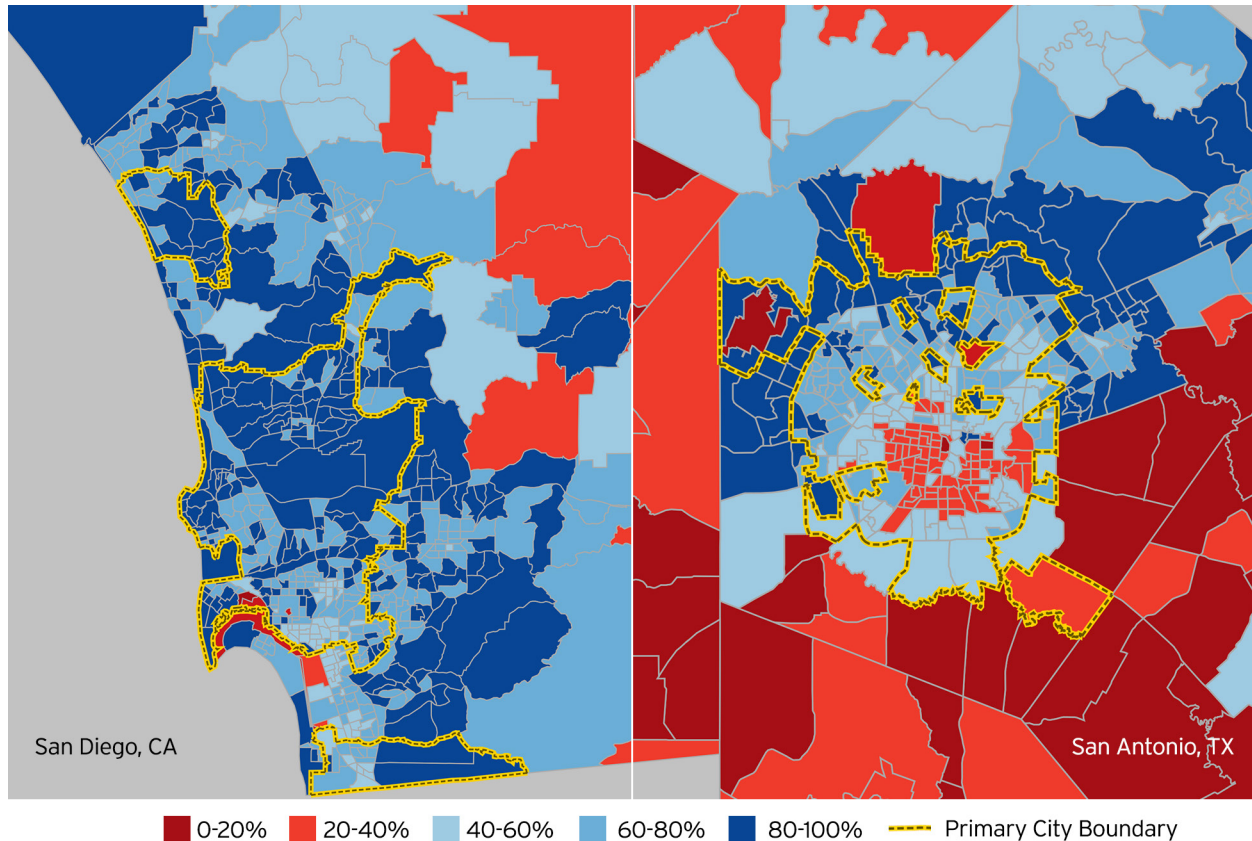 San Diego, CA
San Antonio, TX
0-20%
20-40%
40-60%
60-80%
80-100%
Primary City Boundary